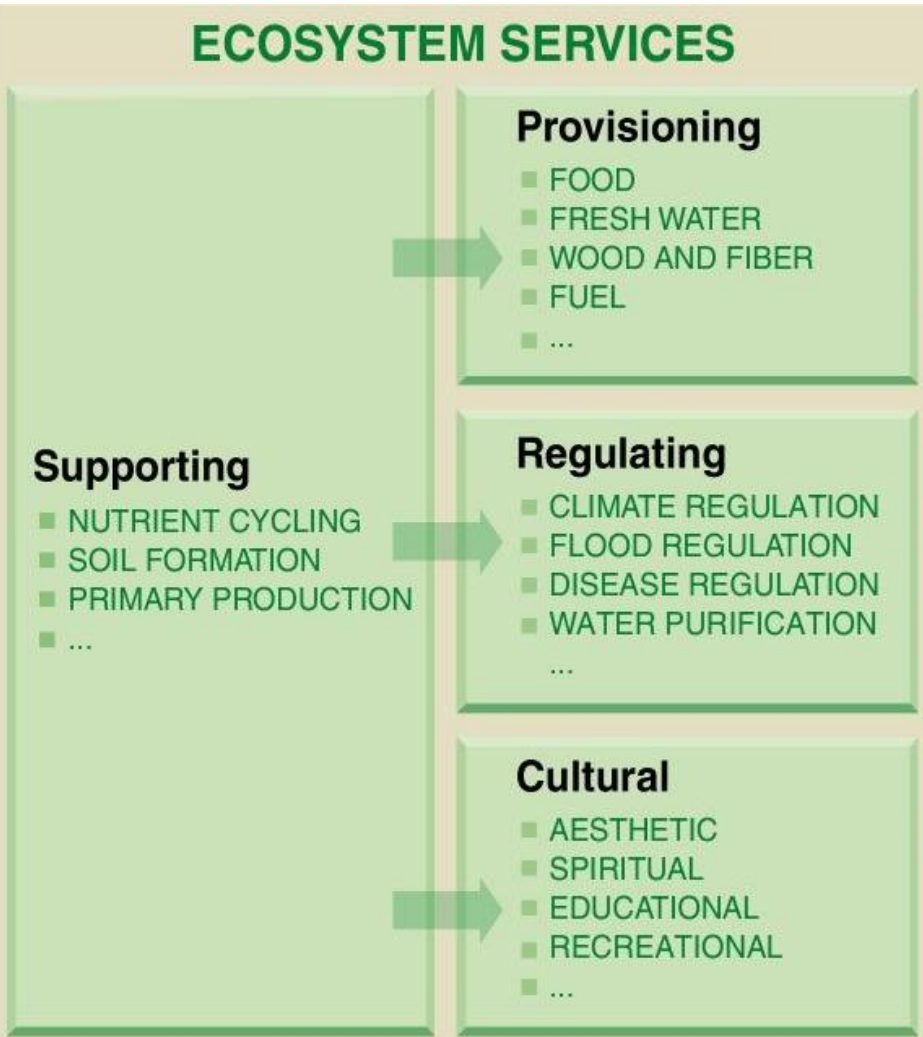 ECOSYSTEM SERVICES
Supporting
NUTRIENT CYCLING
SOIL FORMATION
PRIMARY PRODUCTION
...
Provisioning
FOOD
FRESH WATER
WOOD AND FIBER
FUEL
...
Regulating
CLIMATE REGULATION
FLOOD REGULATION
DISEASE REGULATION
WATER PURIFICATION
...
Cultural
AESTHETIC
SPIRITUAL
EDUCATIONAL
RECREATIONAL
...